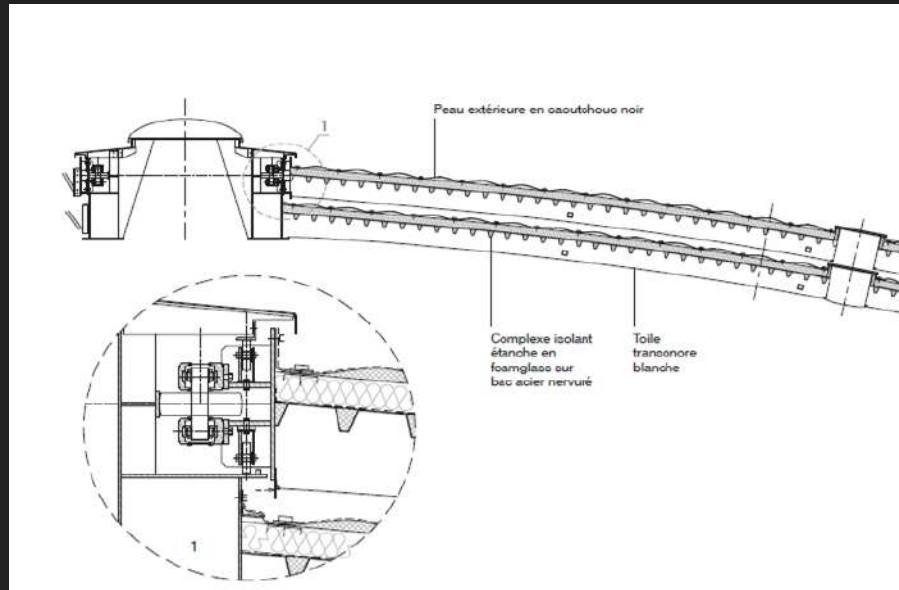 Peau extérieure en caoutchouc noir
1
Complexe isolant
étanche en
foamglass sur
bac acier nervuré
Toile
transonore
blanche
1